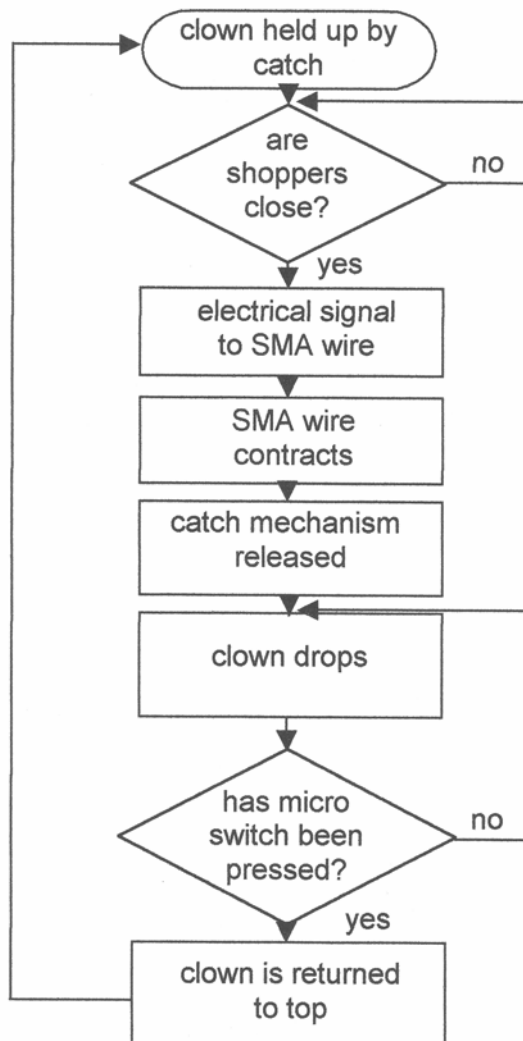 clown held up by
catch
are
shoppers
close?
no
yes
electrical signal
to SMA wire
SMA wire
contracts
catch mechanism
released
clown drops
has micro
switch been
pressed?
no
yes
clown is returned
to top